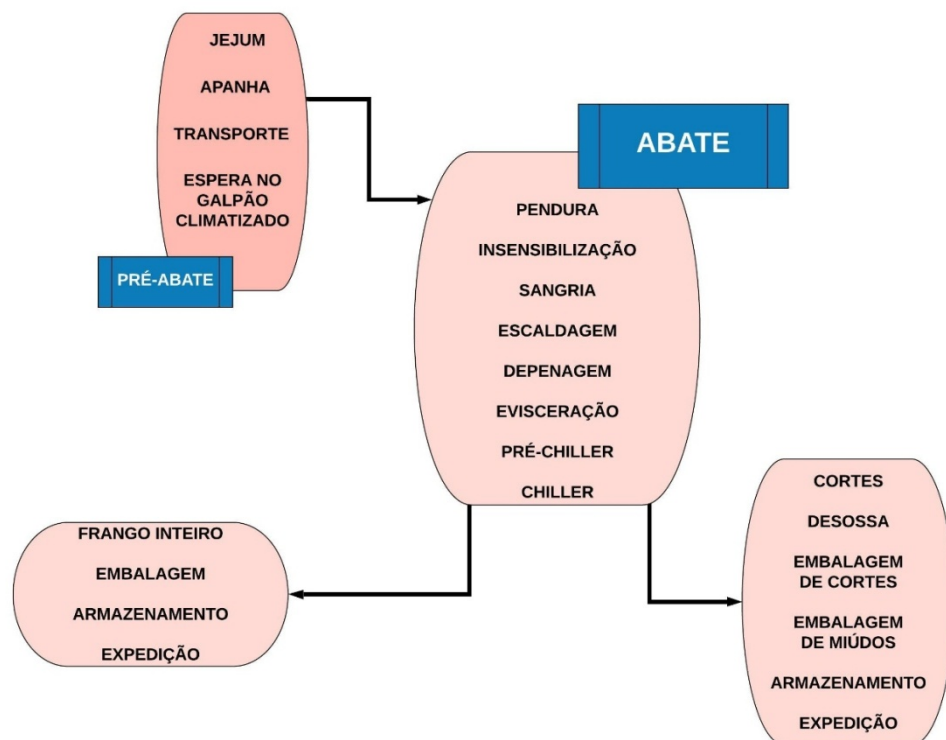 JEJUM
APANHA
TRANSPORTE
ESPERA NO
GALPÃO
CLIMATIZADO
PRÉ-ABATE
ABATE
PENDURA
INSENSIBILIZAÇÃO
SANGRIA
ESCALDAGEM
DEPENAGEM
EVISCERAÇÃO
PRÉ-CHILLER
CHILLER
FRANGO INTEIRO
EMBALAGEM
ARMAZENAMENTO
EXPEDIÇÃO
CORTES
DESOSSA
EMBALAGEM
DE CORTES
EMBALAGEM
DE MIÚDOS
ARMAZENAMENTO
EXPEDIÇÃO